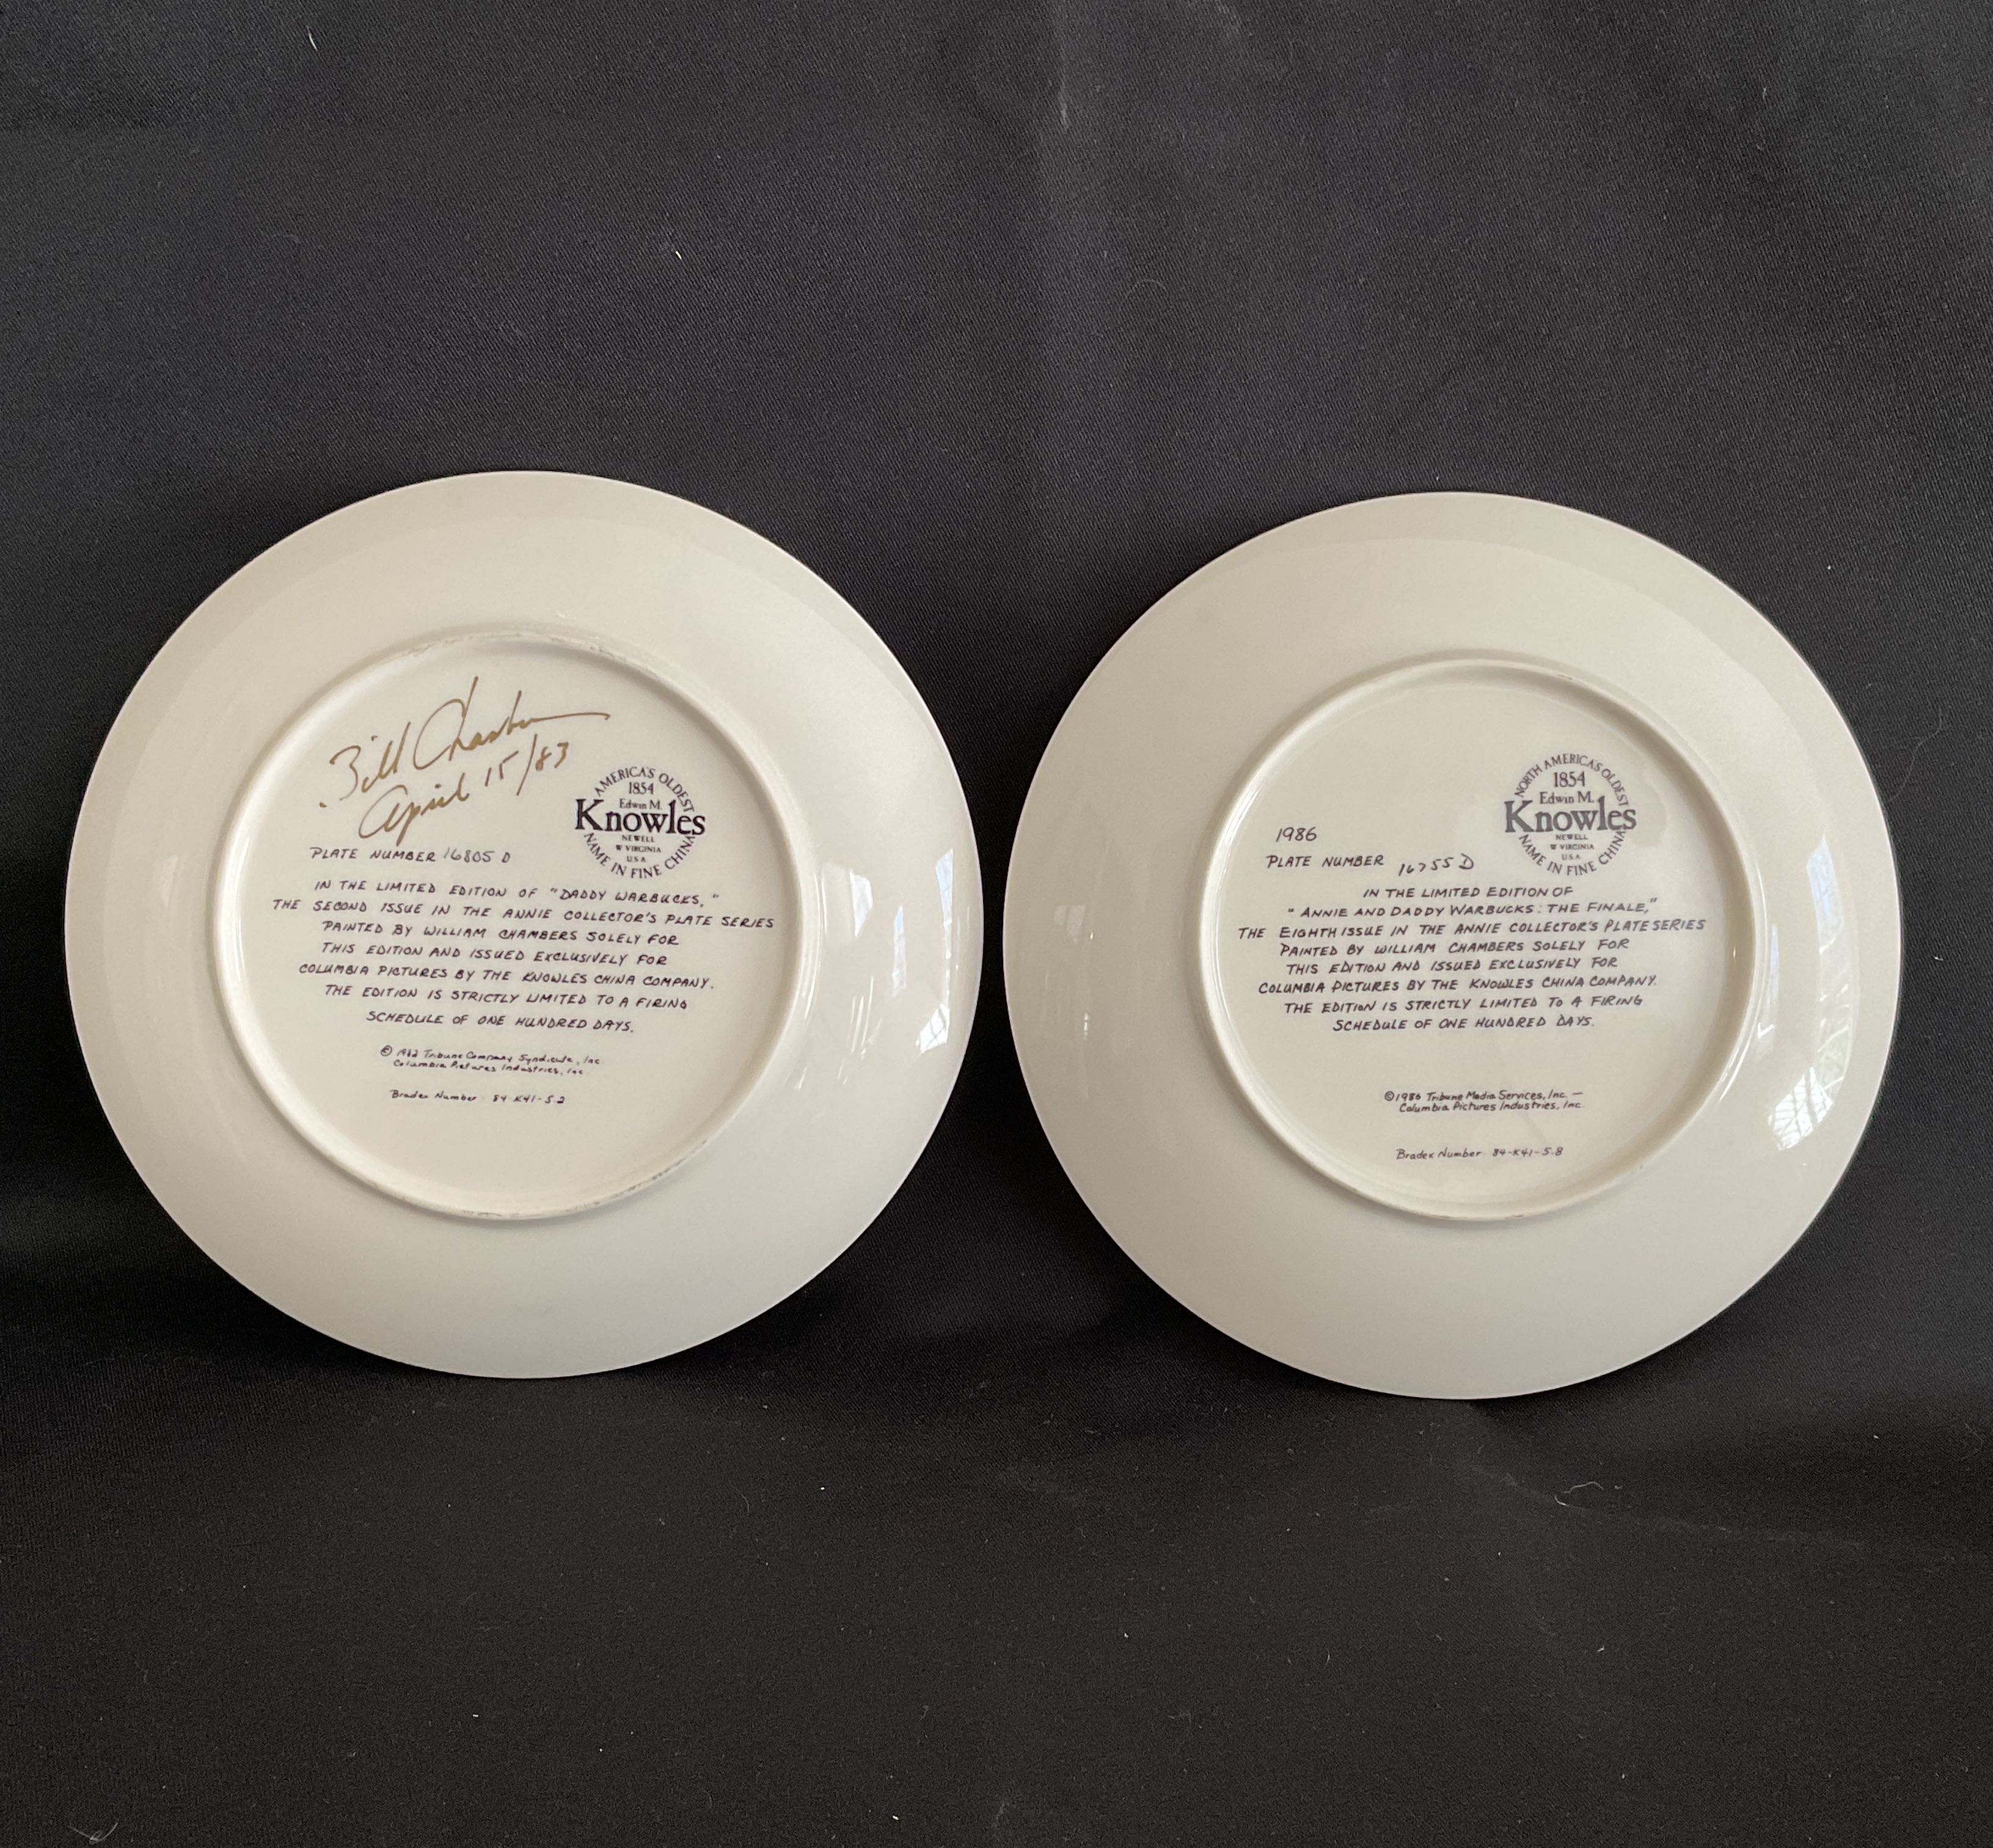 Bill Chambers
April 15/83
AMERICA'S OLDEST
1854
Edwin M.
Knowles
NEWELL
W VIRGINIA
U.S.A
NAME IN FINE CHINA
PLATE NUMBER 16805 D
IN THE LIMITED EDITION OF "DADDY WARBUCKS,"
THE SECOND ISSUE IN THE ANNIE COLLECTOR'S PLATE SERIES
PAINTED BY WILLIAM CHAMBERS SOLELY FOR
THIS EDITION AND ISSUED EXCLUSIVELY FOR
COLUMBIA PICTURES BY THE KNOWLES CHINA COMPANY.
THE EDITION IS STRICTLY LIMITED TO A FIRING
SCHEDULE OF ONE HUNDRED DAYS.
© 1982 Tribune Company Syndicate, Inc.
Columbia Pictures Industries, Inc
Bradex Number 84-K41-5.2
NORTH AMERICA'S OLDEST
1854
Edwin M.
Knowles
NEWELL
W VIRGINIA
U.S.A
NAME IN FINE CHINA
1986
PLATE NUMBER 16755 D
IN THE LIMITED EDITION OF
"ANNIE AND DADDY WARBUCKS: THE FINALE,"
THE EIGHTH ISSUE IN THE ANNIE COLLECTOR'S PLATE SERIES
PAINTED BY WILLIAM CHAMBERS SOLELY FOR
THIS EDITION AND ISSUED EXCLUSIVELY FOR
COLUMBIA PICTURES BY THE KNOWLES CHINA COMPANY.
THE EDITION IS STRICTLY LIMITED TO A FIRING
SCHEDULE OF ONE HUNDRED DAYS.
©1986 Tribune Media Services, Inc. —
Columbia Pictures Industries, Inc.
Bradex Number 84-K41-5.8